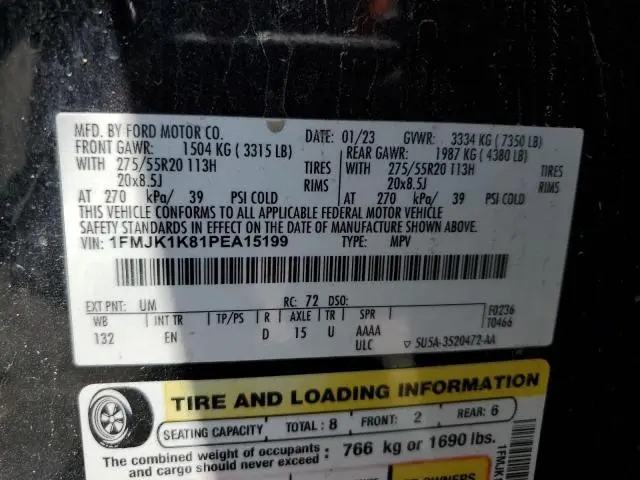 MFD. BY FORD MOTOR CO.
DATE: 01/23 GVWR: 3334 KG ( 7350 LB)
FRONT GAWR: 1504 KG ( 3315 LB) REAR GAWR: 1987 KG ( 4380 LB)
WITH 275/55R20 113H TIRES WITH 275/55R20 113H TIRES
20x8.5J RIMS 20x8.5J RIMS
AT 270 kPa/ 39 PSI COLD AT 270 kPa/ 39 PSI COLD
THIS VEHICLE CONFORMS TO ALL APPLICABLE FEDERAL MOTOR VEHICLE
SAFETY STANDARDS IN EFFECT ON THE DATE OF MANUFACTURE SHOWN ABOVE.
VIN: 1FMJK1K81PEA15199 TYPE: MPV
EXT PNT: UM RC: 72 DSO:
WB INT TR TP/PS R AXLE TR SPR F0236
132 EN D 15 U AAAA T0466
ULC ▽ 5U5A-3520472-AA
TIRE AND LOADING INFORMATION
SEATING CAPACITY TOTAL : 8 FRONT: 2 REAR: 6
The combined weight of occupants
and cargo should never exceed : 766 kg or 1690 lbs.
OWNERS
1FMJK